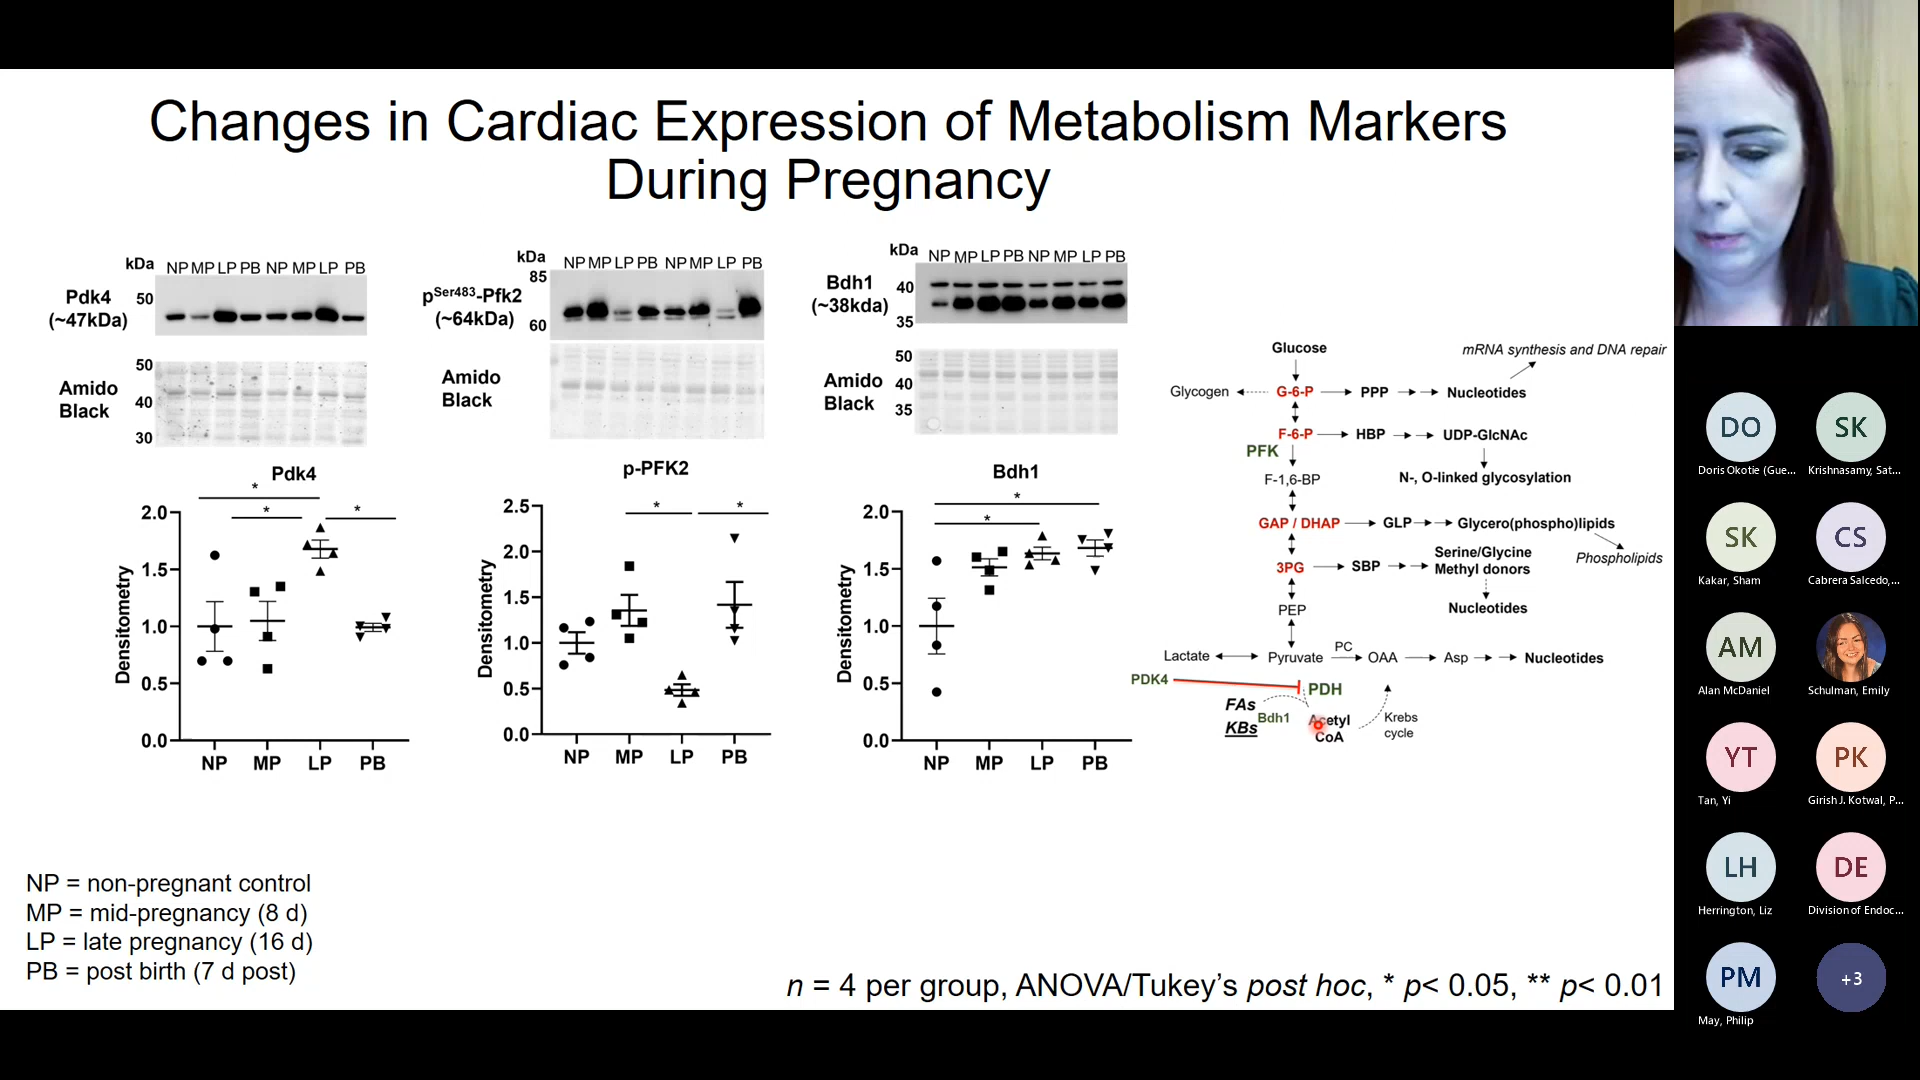 Changes in Cardiac Expression of Metabolism Markers
During Pregnancy
kDa
NP MP LP PB NP MP LP PB
Pdk4
(~47kDa)
50
Amido
Black
50
40
30
kDa
NP MP LP PB NP MP LP PB
85
pSer483-Pfk2
(~64kDa)
60
Amido
Black
kDa
NP MP LP PB NP MP LP PB
Bdh1
(~38kda)
40
35
Amido
Black
50
40
35
Pdk4
*
* *
Densitometry
2.0
1.5
1.0
0.5
0.0
NP MP LP PB
p-PFK2
* *
Densitometry
2.5
2.0
1.5
1.0
0.5
0.0
NP MP LP PB
Bdh1
*
*
Densitometry
2.0
1.5
1.0
0.5
0.0
NP MP LP PB
Glucose
mRNA synthesis and DNA repair
Glycogen G-6-P PPP Nucleotides
F-6-P HBP UDP-GlcNAc
PFK
F-1,6-BP
N-, O-linked glycosylation
GAP / DHAP GLP Glycero(phospho)lipids
Phospholipids
3PG SBP Serine/Glycine
Methyl donors
PEP
Nucleotides
Lactate Pyruvate PC OAA Asp Nucleotides
PDK4 PDH
FAs
KBs
Bdh1
Acetyl
CoA
Krebs
cycle
NP = non-pregnant control
MP = mid-pregnancy (8 d)
LP = late pregnancy (16 d)
PB = post birth (7 d post)
n = 4 per group, ANOVA/Tukey's post hoc, * p< 0.05, ** p< 0.01
DO
Doris Okotie (Gue...
SK
Krishnasamy, Sat...
SK
Kakar, Sham
CS
Cabrera Salcedo,...
AM
Alan McDaniel
Schulman, Emily
YT
Tan, Yi
PK
Girish J. Kotwal, P...
LH
Herrington, Liz
DE
Division of Endoc...
PM
May, Philip
+3